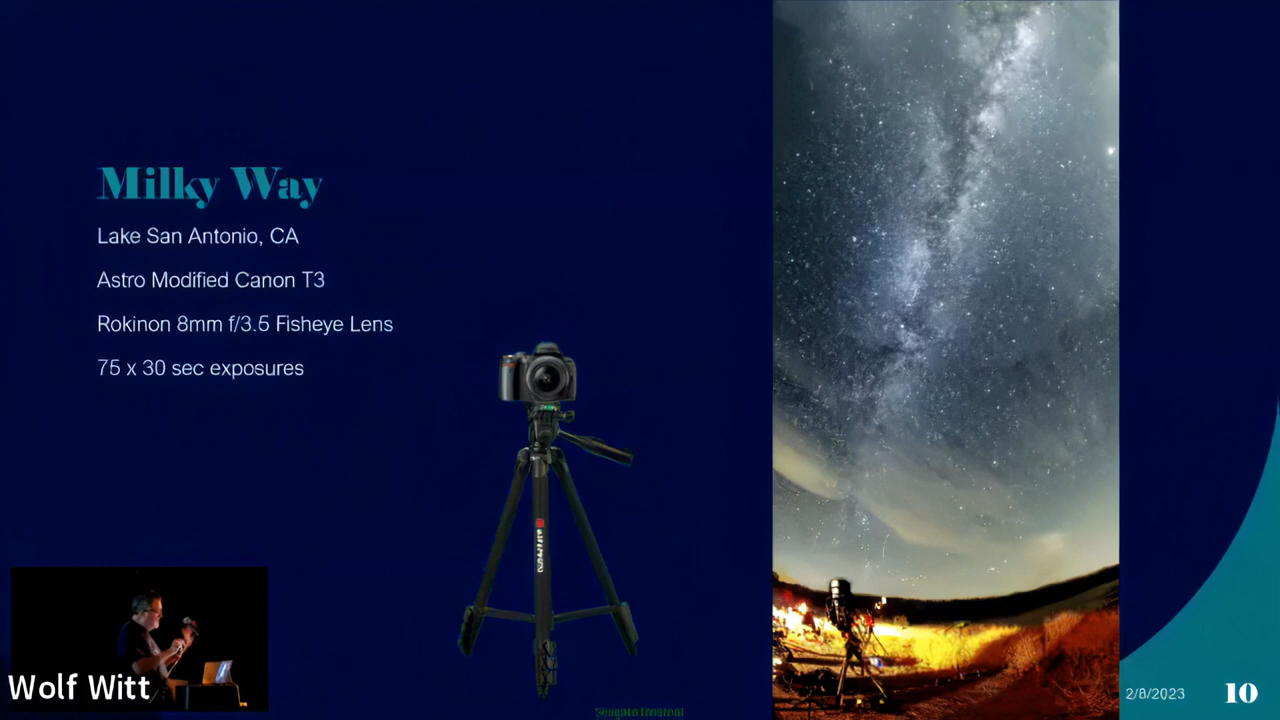 Milky Way
Lake San Antonio, CA
Astro Modified Canon T3
Rokinon 8mm f/3.5 Fisheye Lens
75 x 30 sec exposures
Wolf Witt
2/8/2023
10